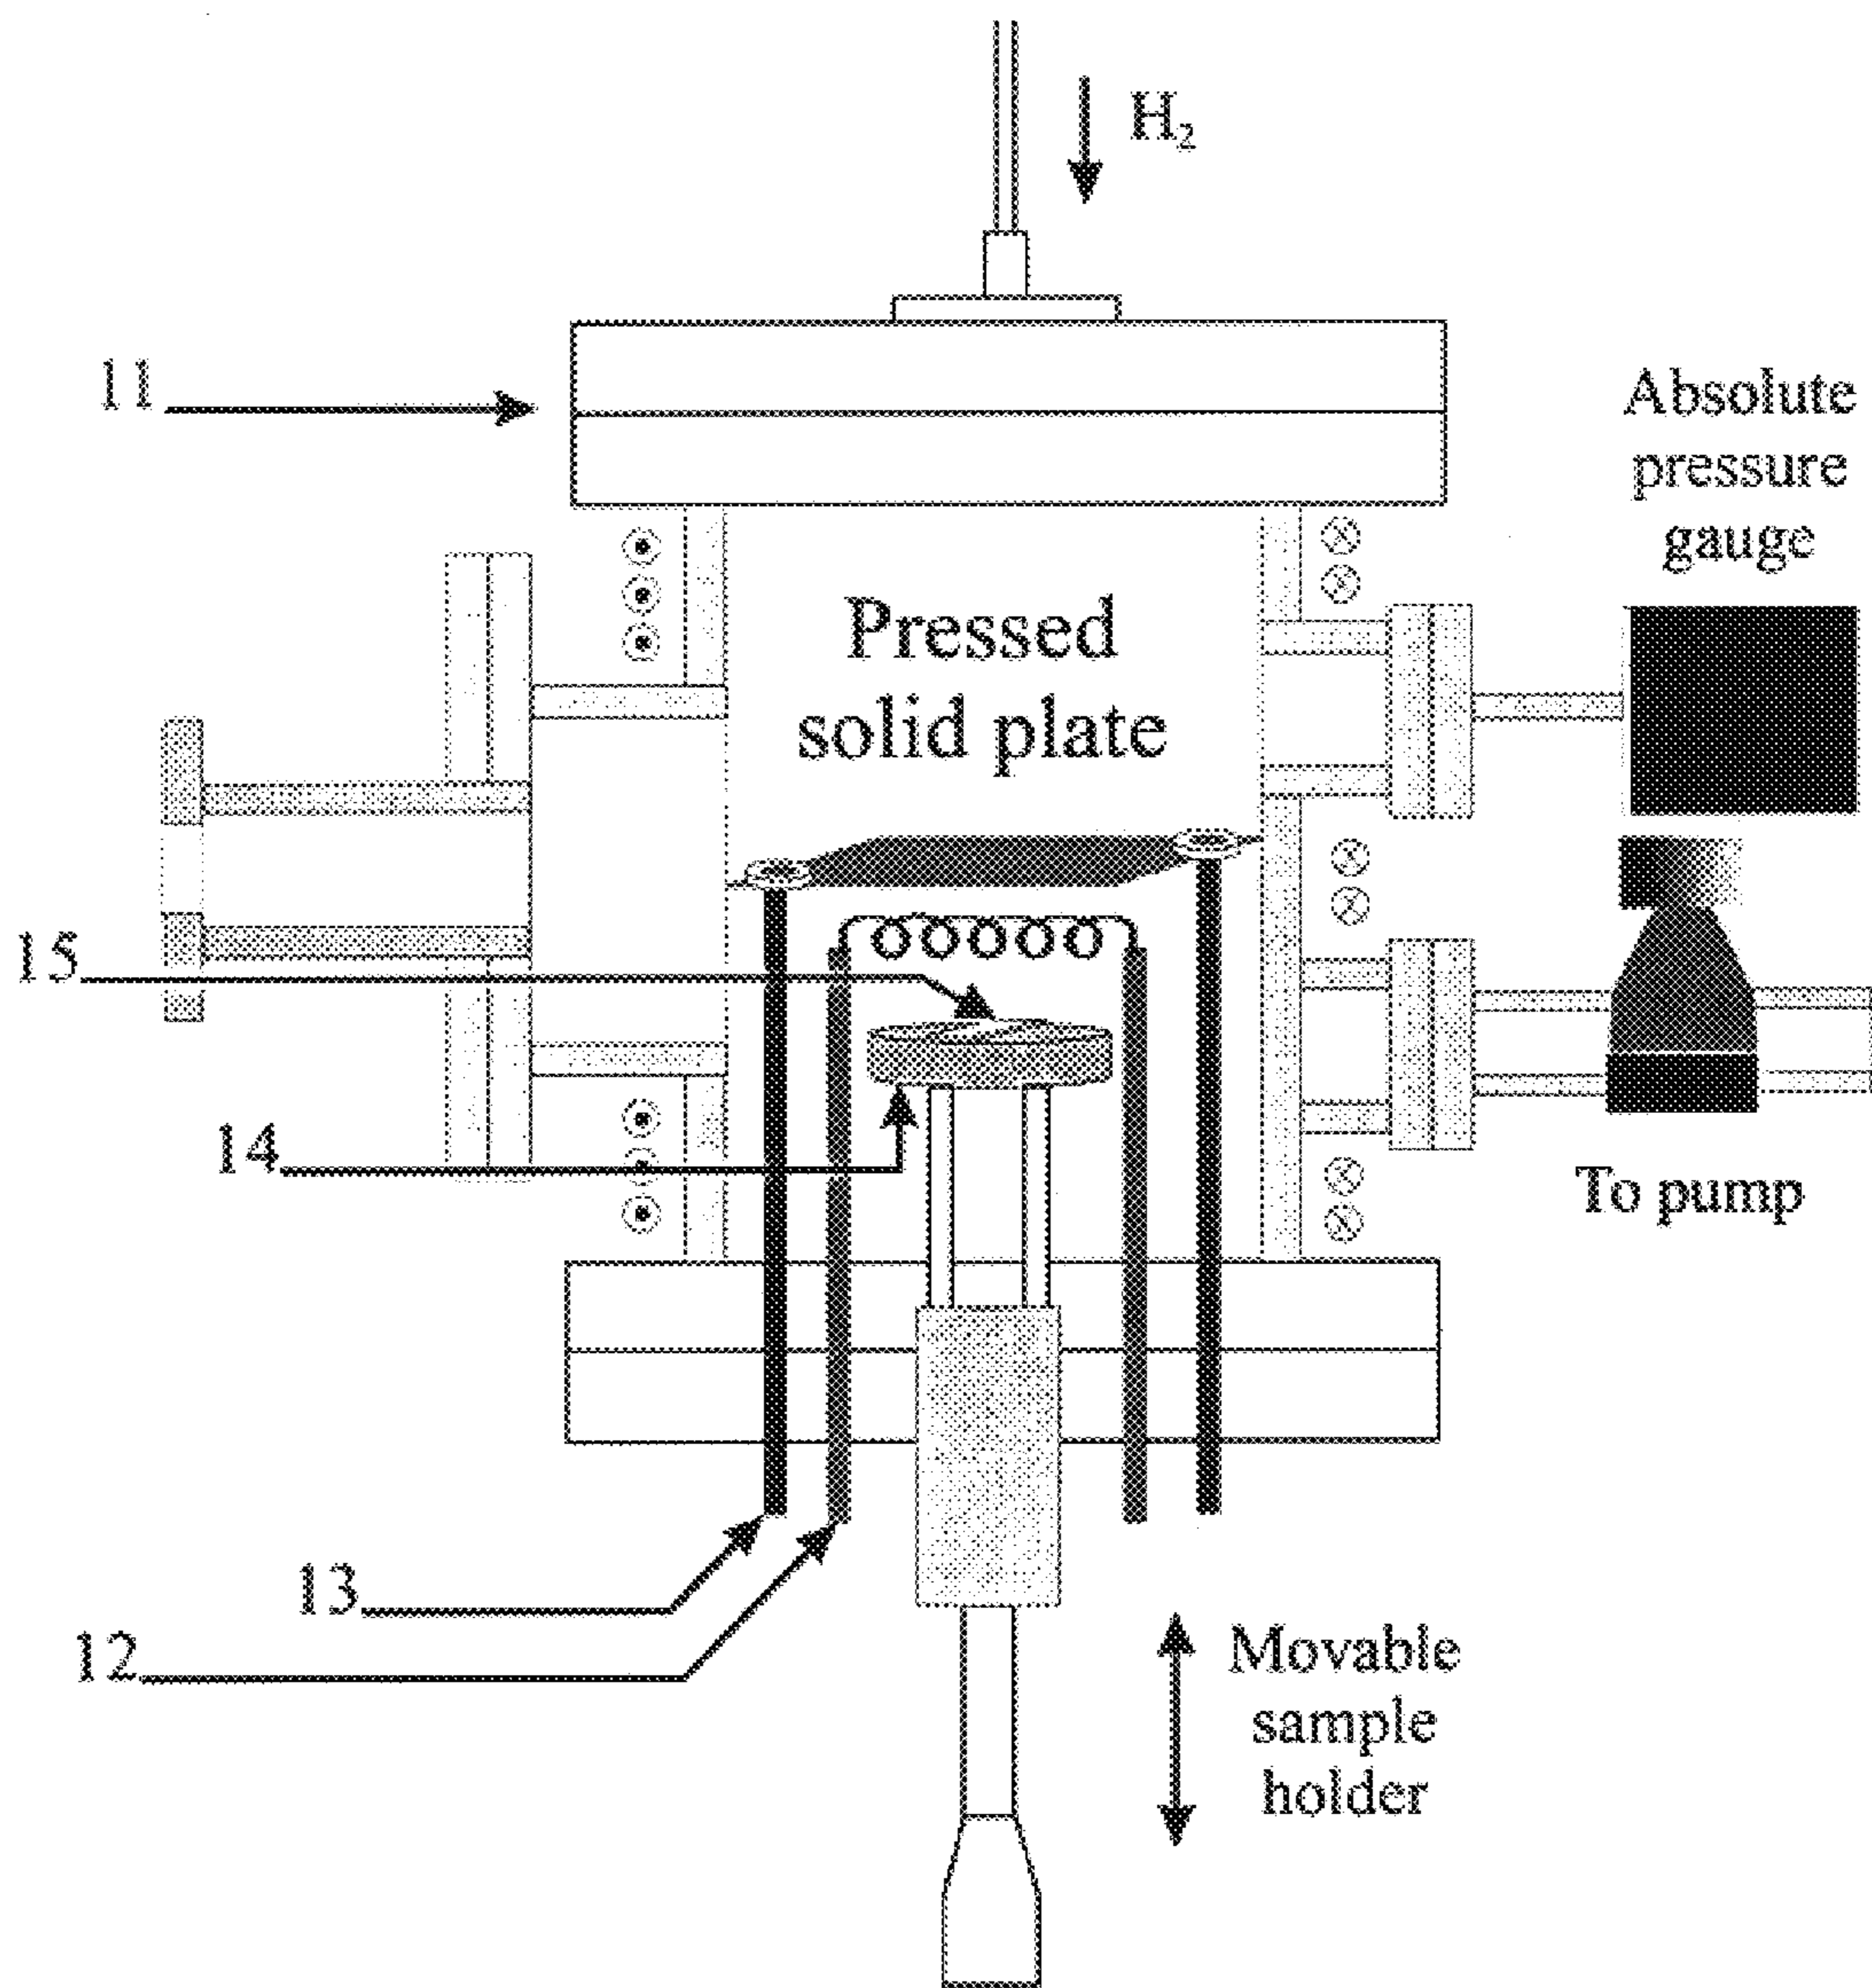 H₂
11
Absolute
pressure
gauge
Pressed
solid plate
15
14
To pump
13
12
Movable
sample
holder